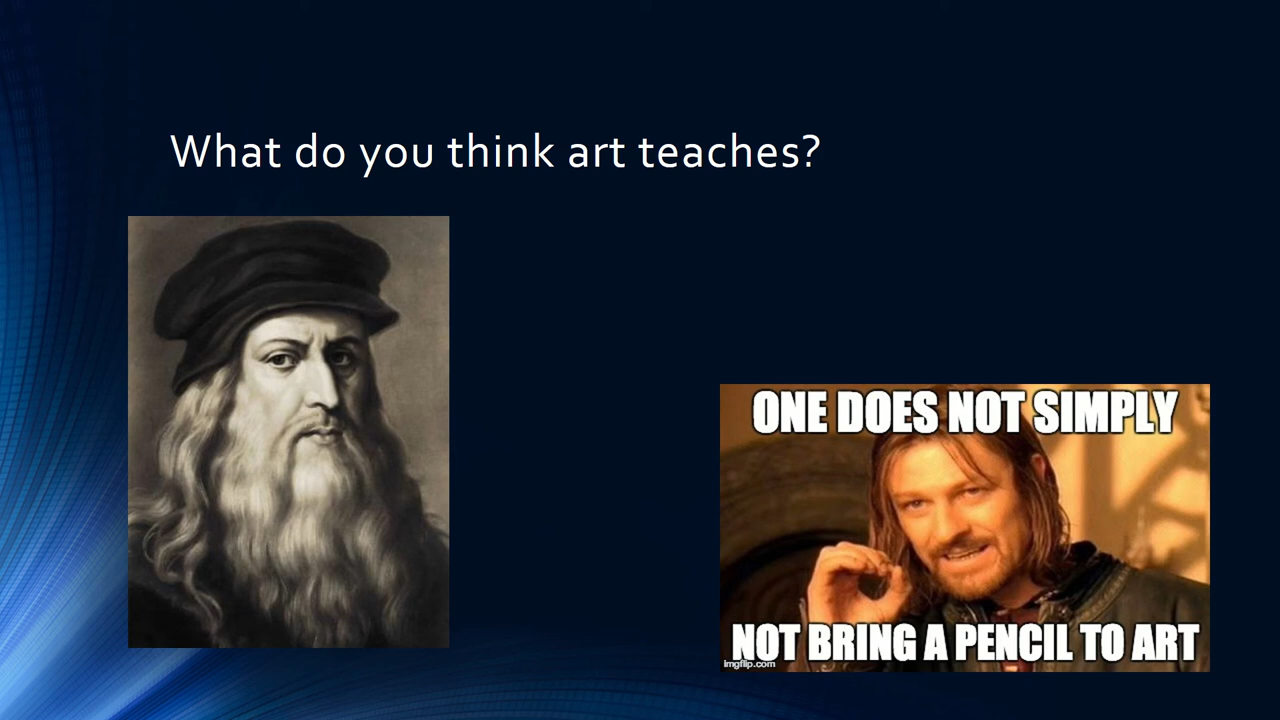 What do you think art teaches?
ONE DOES NOT SIMPLY
NOT BRING A PENCIL TO ART
imgflip.com